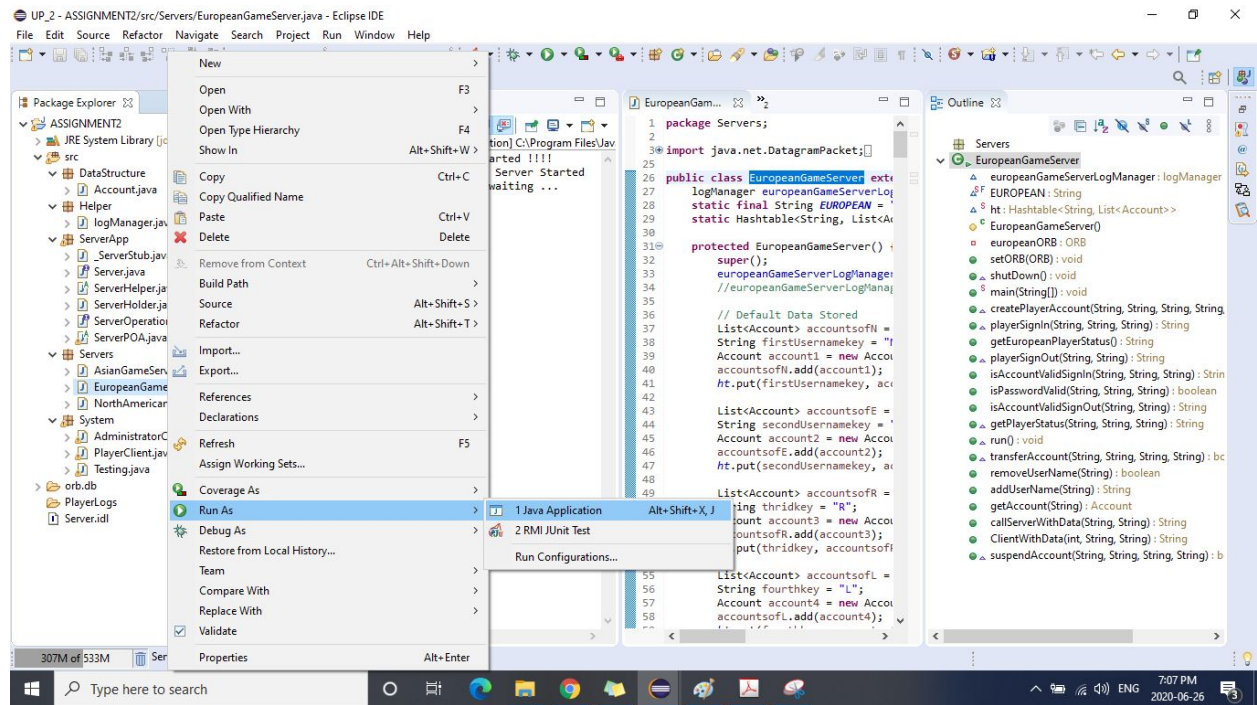 UP_2 - ASSIGNMENT2/src/Servers/EuropeanGameServer.java - Eclipse IDE
File Edit Source Refactor Navigate Search Project Run Window Help
Package Explorer
ASSIGNMENT2
JRE System Library [jc
src
DataStructure
Account.java
Helper
logManager.jav
ServerApp
_ServerStub.jav
Server.java
ServerHelper.ja
ServerHolder.ja
ServerOperatio
ServerPOA.java
Servers
AsianGameServ
EuropeanGame
NorthAmerican
System
AdministratorC
PlayerClient.jav
Testing.java
orb.db
PlayerLogs
Server.idl
New
Open F3
Open With
Open Type Hierarchy F4
Show In Alt+Shift+W
Copy Ctrl+C
Copy Qualified Name
Paste Ctrl+V
Delete Delete
Remove from Context Ctrl+Alt+Shift+Down
Build Path
Source Alt+Shift+S
Refactor Alt+Shift+T
Import...
Export...
References
Declarations
Refresh F5
Assign Working Sets...
Coverage As
Run As
Debug As
Restore from Local History...
Team
Compare With
Replace With
Validate
Properties Alt+Enter
1 Java Application Alt+Shift+X, J
2 RMI JUnit Test
Run Configurations...
tion] C:\Program Files\Jav
arted !!!!
Server Started
waiting ...
EuropeanGam... 2
1 package Servers;
2
3 import java.net.DatagramPacket;
25
26 public class EuropeanGameServer exte
27 logManager europeanGameServerLog
28 static final String EUROPEAN = "
29 static Hashtable<String, List<Ac
30
31 protected EuropeanGameServer() {
32 super();
33 europeanGameServerLogManager
34 //europeanGameServerLogManag
35
36 // Default Data Stored
37 List<Account> accountsofN =
38 String firstUsernamekey = "N
39 Account account1 = new Accou
40 accountsofN.add(account1);
41 ht.put(firstUsernamekey, acc
42
43 List<Account> accountsofE =
44 String secondUsernamekey = "
45 Account account2 = new Accou
46 accountsofE.add(account2);
47 ht.put(secondUsernamekey, ac
48
49 List<Account> accountsofR =
ring thridkey = "R";
ount account3 = new Accou
ountsofR.add(account3);
put(thridkey, accountsofR
55 List<Account> accountsofL =
56 String fourthkey = "L";
57 Account account4 = new Accou
58 accountsofL.add(account4);
Outline
Servers
EuropeanGameServer
europeanGameServerLogManager : logManager
EUROPEAN : String
ht : Hashtable<String, List<Account>>
EuropeanGameServer()
europeanORB : ORB
setORB(ORB) : void
shutDown() : void
main(String[]) : void
createPlayerAccount(String, String, String, String,
playerSignIn(String, String) : String
getEuropeanPlayerStatus() : String
playerSignOut(String, String) : String
isAccountValidSignIn(String, String, String) : Strin
isPasswordValid(String, String, String) : boolean
isAccountValidSignOut(String, String) : String
getPlayerStatus(String, String, String) : String
run() : void
transferAccount(String, String, String, String) : bc
removeUserName(String) : boolean
addUserName(String) : String
getAccount(String) : Account
callServerWithData(String, String) : String
ClientWithData(int, String, String) : String
suspendAccount(String, String, String, String) : b
307M of 533M Ser
Type here to search
ENG
7:07 PM
2020-06-26
3